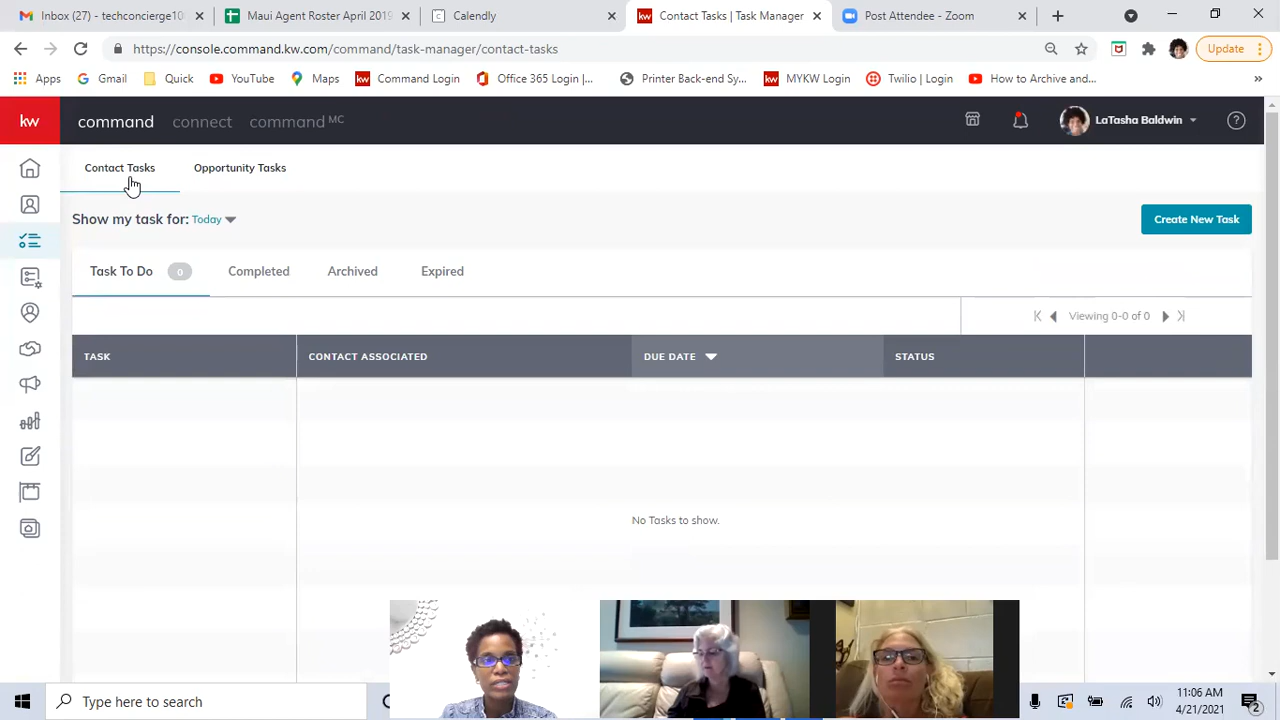 Inbox (27) - techconcierge10
Maui Agent Roster April 2018
Calendly
Contact Tasks | Task Manager
Post Attendee - Zoom
https://console.command.kw.com/command/task-manager/contact-tasks
Update
Apps
Gmail
Quick
YouTube
Maps
Command Login
Office 365 Login |...
Printer Back-end Sy...
MYKW Login
Twilio | Login
How to Archive and...
»
kw
command
connect
command MC
LaTasha Baldwin
Contact Tasks
Opportunity Tasks
Show my task for: Today
Create New Task
Task To Do 0
Completed
Archived
Expired
Viewing 0-0 of 0
TASK
CONTACT ASSOCIATED
DUE DATE
STATUS
No Tasks to show.
Type here to search
11:06 AM
4/21/2021
2